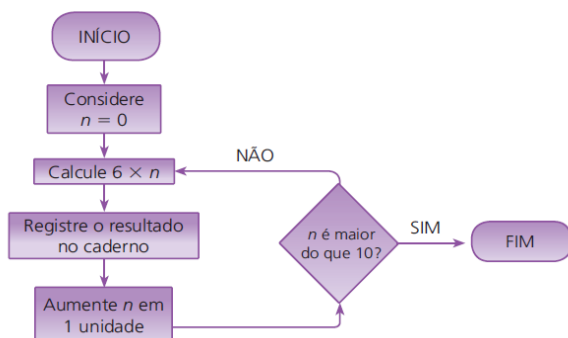 INÍCIO
Considere
n = 0
Calcule 6 × n
Registre o resultado
no caderno
Aumente n em
1 unidade
NÃO
n é maior
do que 10?
SIM
FIM